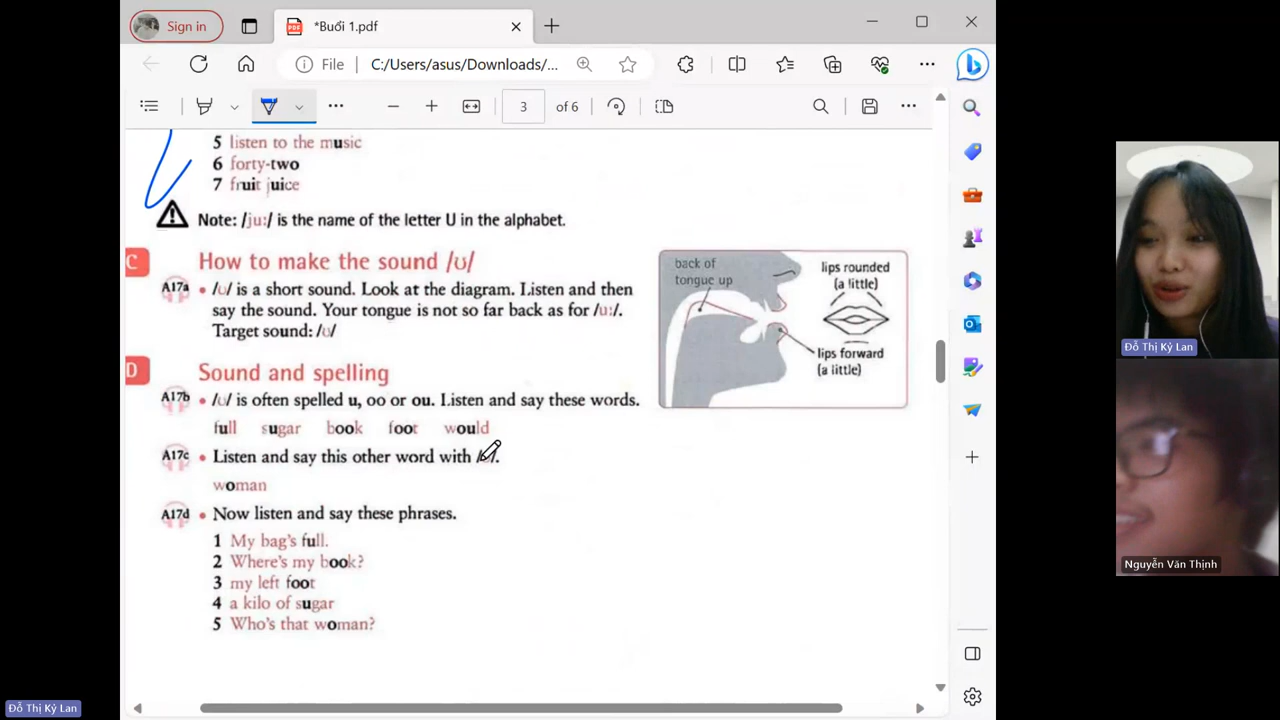 Sign in
*Buổi 1.pdf
File
C:/Users/asus/Downloads/...
3
of 6
5 listen to the music
6 forty-two
7 fruit juice
Note: /ju:/ is the name of the letter U in the alphabet.
C
How to make the sound /ʊ/
A17a • /ʊ/ is a short sound. Look at the diagram. Listen and then
say the sound. Your tongue is not so far back as for /u:/.
Target sound: /ʊ/
back of
tongue up
lips rounded
(a little)
lips forward
(a little)
D
Sound and spelling
A17b • /ʊ/ is often spelled u, oo or ou. Listen and say these words.
full sugar book foot would
A17c • Listen and say this other word with
woman
A17d • Now listen and say these phrases.
1 My bag's full.
2 Where's my book?
3 my left foot
4 a kilo of sugar
5 Who's that woman?
Đỗ Thị Kỳ Lan
Nguyễn Văn Thịnh
Đỗ Thị Kỳ Lan